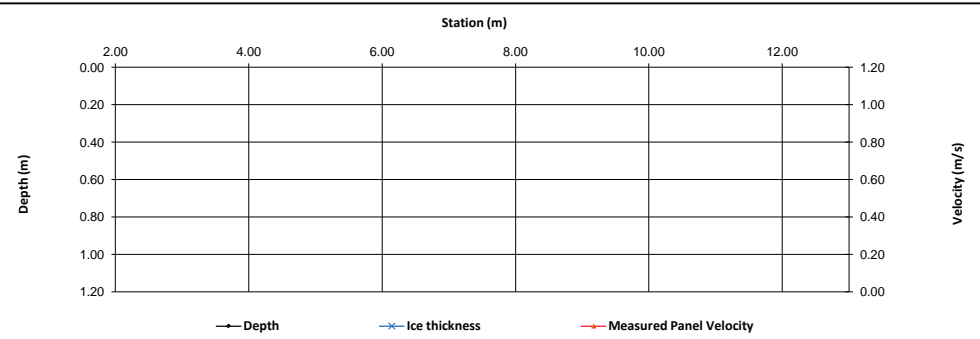 Station (m)
2.00 4.00 6.00 8.00 10.00 12.00
0.00 1.20
0.20 1.00
0.40 0.80
0.60 0.60
0.80 0.40
1.00 0.20
1.20 0.00
Depth (m)
Velocity (m/s)
Depth Ice thickness Measured Panel Velocity